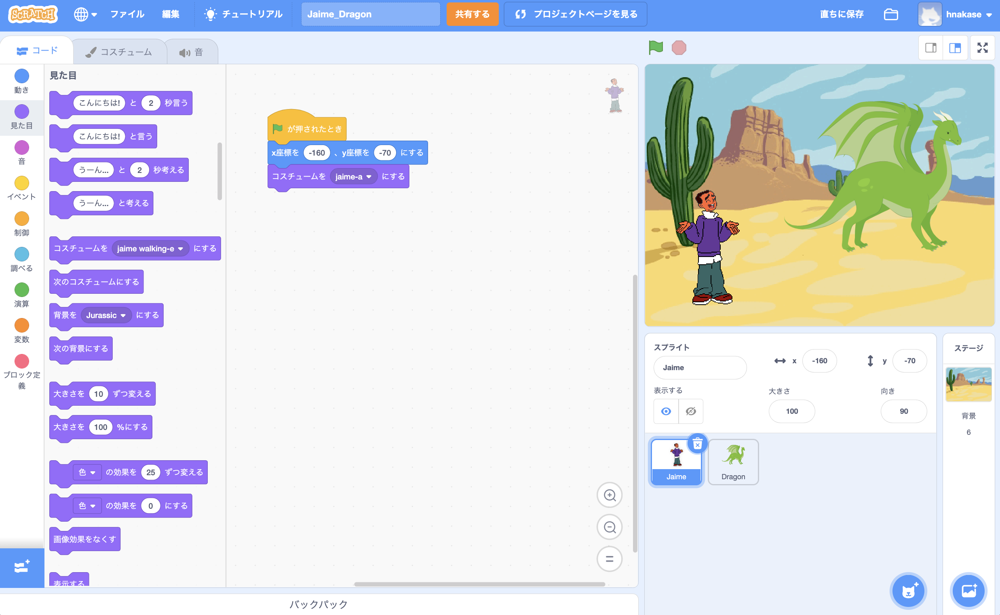 SCRATCH ファイル 編集 チュートリアル Jaime_Dragon 共有する プロジェクトページを見る 直ちに保存 hnakase
コード コスチューム 音
動き
見た目
音
イベント
制御
調べる
演算
変数
ブロック定
義
見た目
こんにちは! と 2 秒言う
こんにちは! と言う
うーん... と 2 秒考える
うーん... と考える
コスチュームを jaime walking-e にする
次のコスチュームにする
背景を Jurassic にする
次の背景にする
大きさを 10 ずつ変える
大きさを 100 %にする
色 の効果を 25 ずつ変える
色 の効果を 0 にする
画像効果をなくす
表示する
が押されたとき
x座標を -160 、y座標を -70 にする
コスチュームを jaime-a にする
バックパック
スプライト
Jaime x -160 y -70
表示する 大きさ 向き
100 90
Jaime Dragon
ステージ
背景
6